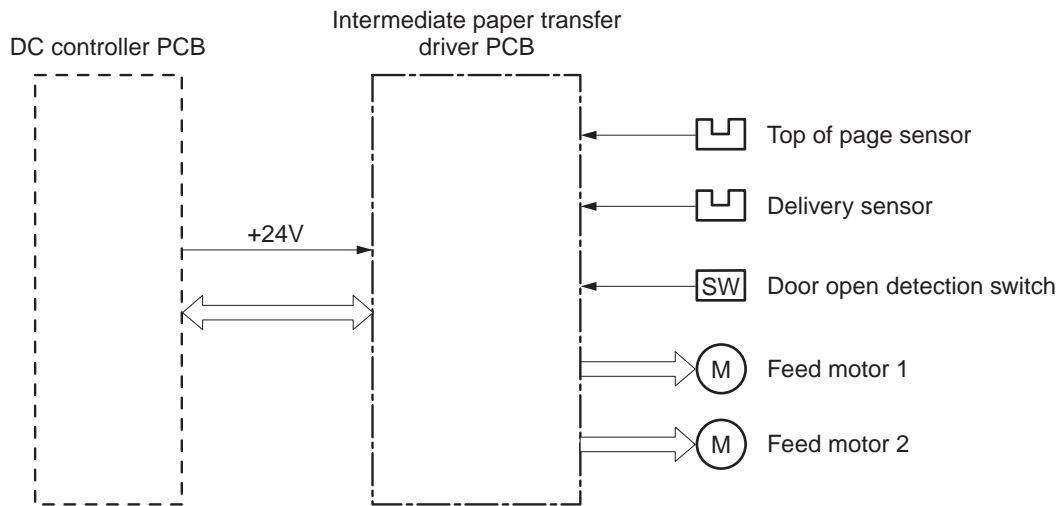 Intermediate paper transfer
driver PCB
DC controller PCB
Top of page sensor
Delivery sensor
+24V
SW Door open detection switch
M Feed motor 1
M Feed motor 2